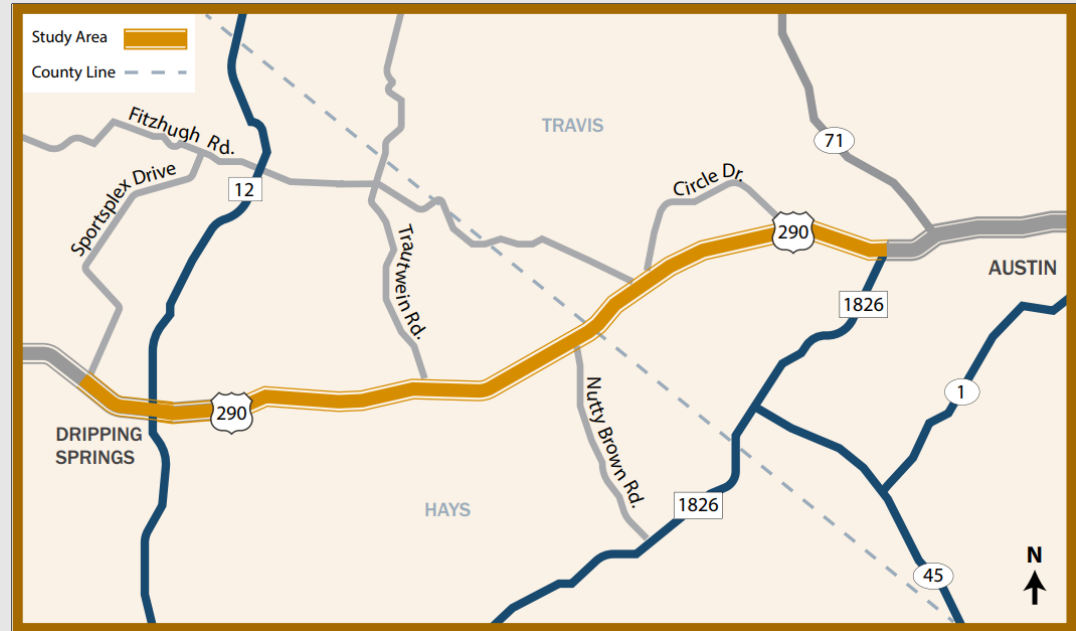 Study Area
County Line
Fitzhugh Rd.
TRAVIS
71
Sportsplex Drive
12
Circle Dr.
290
Trautwein Rd.
AUSTIN
1826
1
290
Nutty Brown Rd.
DRIPPING
SPRINGS
HAYS
1826
N
45